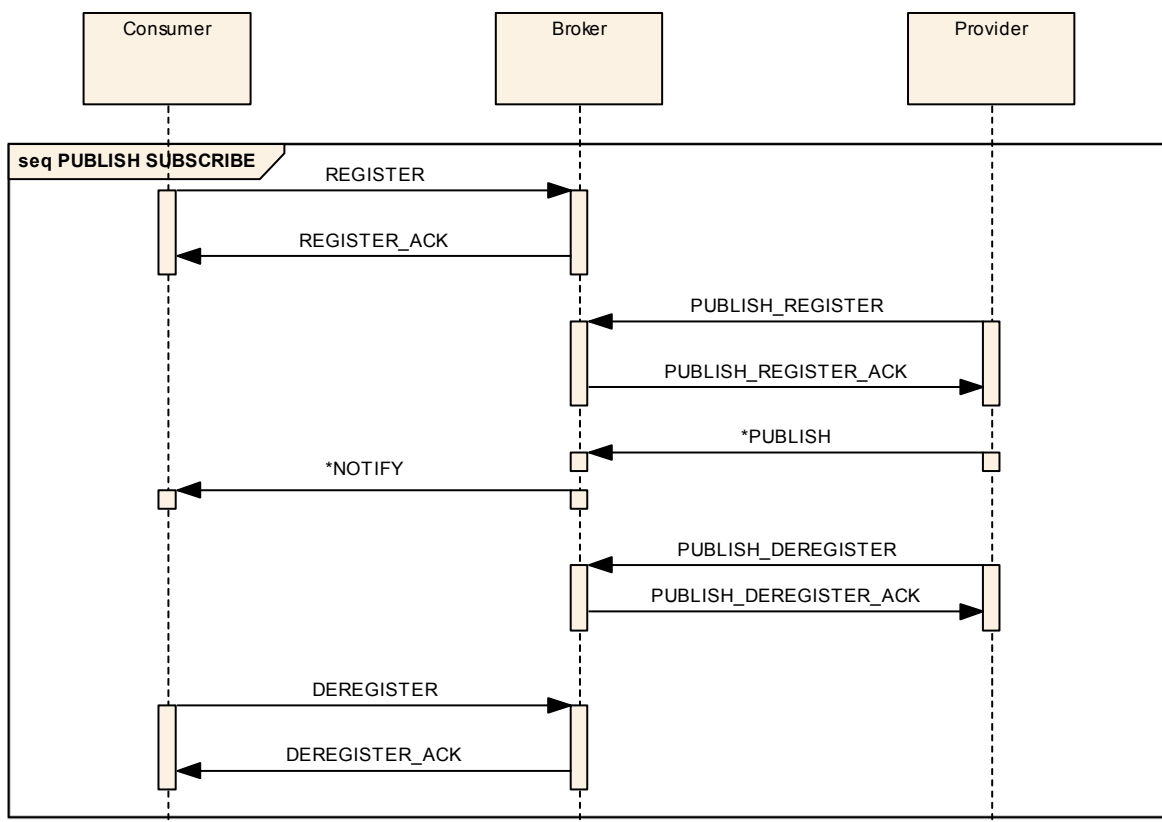 Consumer
Broker
Provider
seq PUBLISH SUBSCRIBE
REGISTER
REGISTER_ACK
PUBLISH_REGISTER
PUBLISH_REGISTER_ACK
*PUBLISH
*NOTIFY
PUBLISH_DEREGISTER
PUBLISH_DEREGISTER_ACK
DEREGISTER
DEREGISTER_ACK